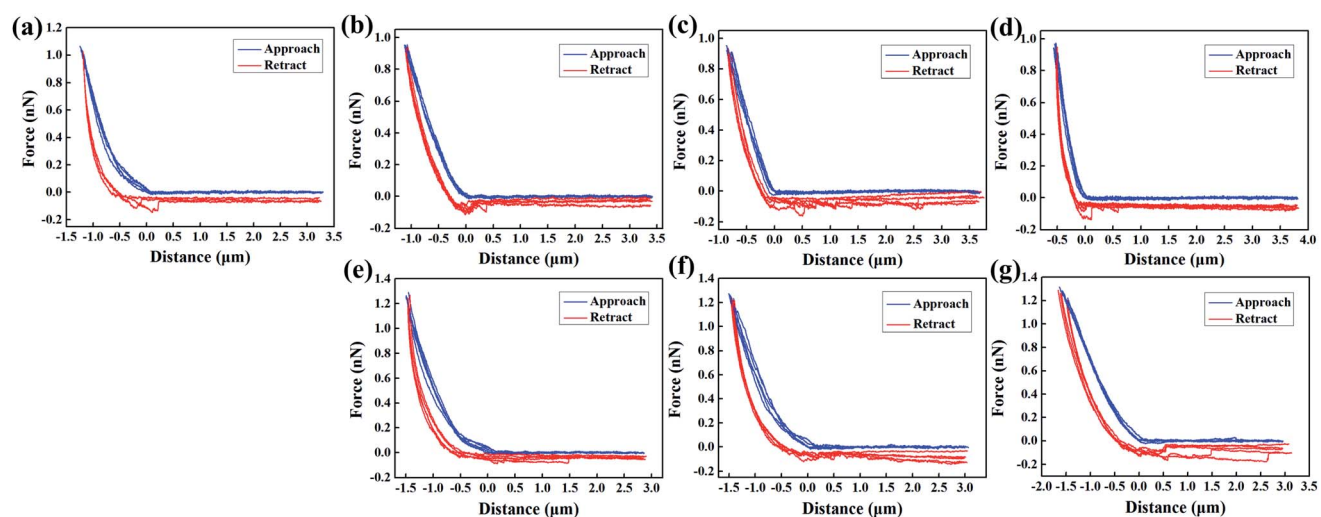 (a)
1.2
1.0
0.8
0.6
0.4
0.2
0.0
-0.2
Force (nN)
Approach
Retract
-1.5 -1.0 -0.5 0.0 0.5 1.0 1.5 2.0 2.5 3.0 3.5
Distance (μm)
(b)
1.0
0.8
0.6
0.4
0.2
0.0
-0.2
Force (nN)
Approach
Retract
-1.0 -0.5 0.0 0.5 1.0 1.5 2.0 2.5 3.0 3.5
Distance (μm)
(c)
1.0
0.8
0.6
0.4
0.2
0.0
-0.2
Force (nN)
Approach
Retract
-1.0 -0.5 0.0 0.5 1.0 1.5 2.0 2.5 3.0 3.5
Distance (μm)
(d)
1.0
0.8
0.6
0.4
0.2
0.0
-0.2
Force (nN)
Approach
Retract
-1.0 -0.5 0.0 0.5 1.0 1.5 2.0 2.5 3.0 3.5 4.0
Distance (μm)
(e)
1.4
1.2
1.0
0.8
0.6
0.4
0.2
0.0
-0.2
Force (nN)
Approach
Retract
-1.5 -1.0 -0.5 0.0 0.5 1.0 1.5 2.0 2.5 3.0
Distance (μm)
(f)
1.4
1.2
1.0
0.8
0.6
0.4
0.2
0.0
-0.2
Force (nN)
Approach
Retract
-1.5 -1.0 -0.5 0.0 0.5 1.0 1.5 2.0 2.5 3.0
Distance (μm)
(g)
1.4
1.2
1.0
0.8
0.6
0.4
0.2
0.0
-0.2
Force (nN)
Approach
Retract
-2.0 -1.5 -1.0 -0.5 0.0 0.5 1.0 1.5 2.0 2.5 3.0 3.5
Distance (μm)